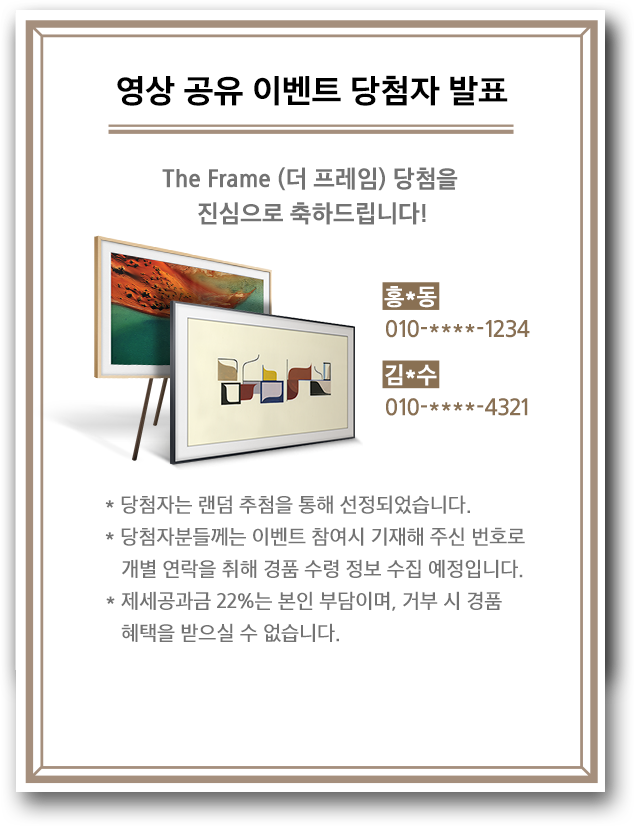 영상 공유 이벤트 당첨자 발표
The Frame (더 프레임) 당첨을
진심으로 축하드립니다!
홍*동
010-****-1234
김*수
010-****-4321
* 당첨자는 랜덤 추첨을 통해 선정되었습니다.
* 당첨자분들께는 이벤트 참여시 기재해 주신 번호로
개별 연락을 취해 경품 수령 정보 수집 예정입니다.
* 제세공과금 22%는 본인 부담이며, 거부 시 경품
혜택을 받으실 수 없습니다.